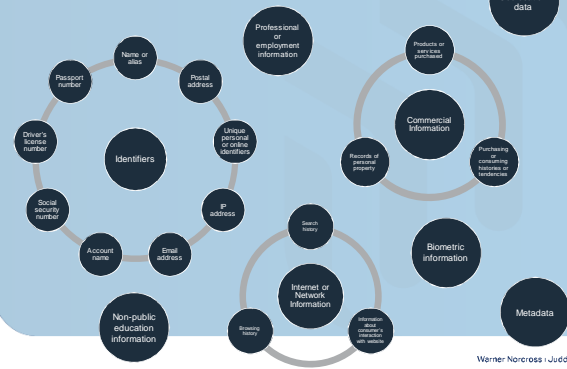 data
Professional
or
employment
information
Name or
alias
Passport
number
Postal
address
Driver's
license
number
Identifiers
Unique
personal
or online
identifiers
Social
security
number
IP
address
Account
name
Email
address
Products or
services
purchased
Commercial
Information
Records of
personal
property
Purchasing
or
consuming
histories or
tendencies
Search
history
Internet or
Network
Information
Browsing
history
Information
about
consumer's
interaction
with website
Biometric
information
Non-public
education
information
Metadata
Warner Norcross + Judd